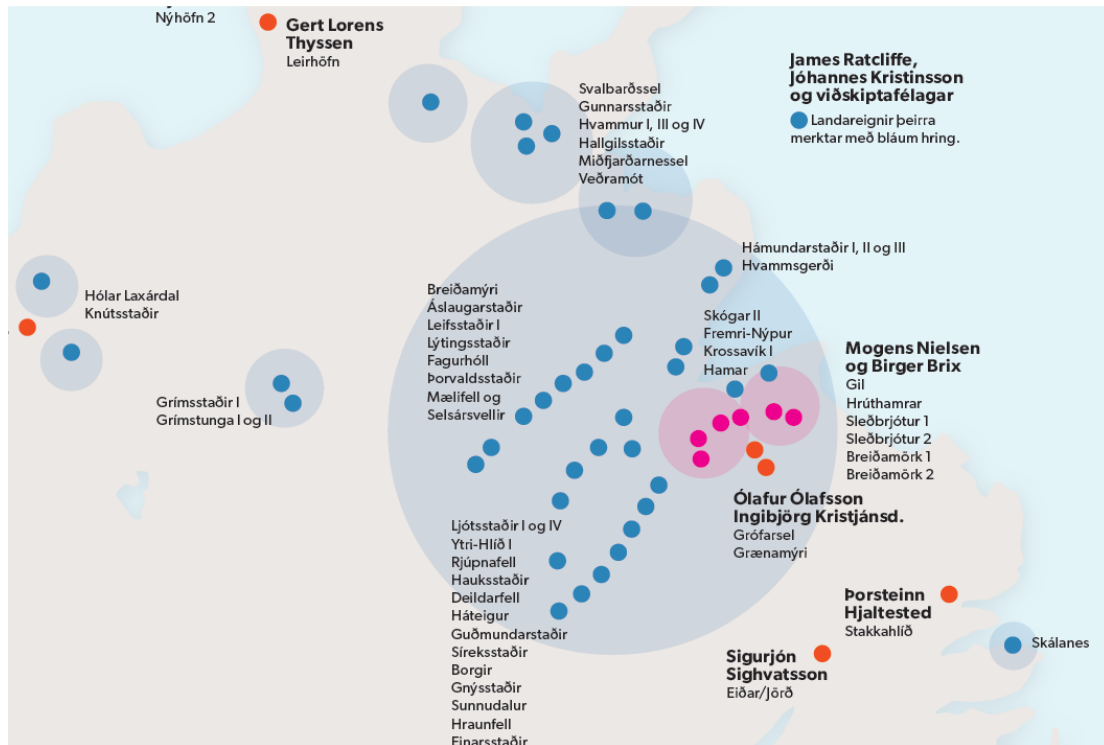 Nýhöfn 2
Gert Lorens
Thyssen
Leirhöfn
Svalbarðssel
Gunnarsstaðir
Hvammur I, III og IV
Hallgilsstaðir
Miðfjarðarnessel
Veðramót
James Ratcliffe,
Jóhannes Kristinsson
og viðskiptafélagar
Landareignir þeirra
merktar með bláum hring.
Hámundarstaðir I, II og III
Hvammsgerði
Hólar Laxárdal
Knútsstaðir
Breiðamýri
Áslaugarstaðir
Leifsstaðir I
Lýtingsstaðir
Fagurhóll
Þorvaldsstaðir
Mælifell og
Selsársvellir
Skógar II
Fremri-Nýpur
Krossavík I
Hamar
Mogens Nielsen
og Birger Brix
Gil
Hrúthamrar
Sleðbrjótur 1
Sleðbrjótur 2
Breiðamörk 1
Breiðamörk 2
Grímsstaðir I
Grímstunga I og II
Ólafur Ólafsson
Ingibjörg Kristjánsd.
Grófarsel
Grænamýri
Ljótsstaðir I og IV
Ytri-Hlíð I
Rjúpnafell
Hauksstaðir
Deildarfell
Háteigur
Guðmundarstaðir
Síreksstaðir
Borgir
Gnýsstaðir
Sunnudalur
Hraunfell
Einarsstaðir
Þorsteinn
Hjaltested
Stakkahlíð
Skálanes
Sigurjón
Sighvatsson
Eiðar/Jörð